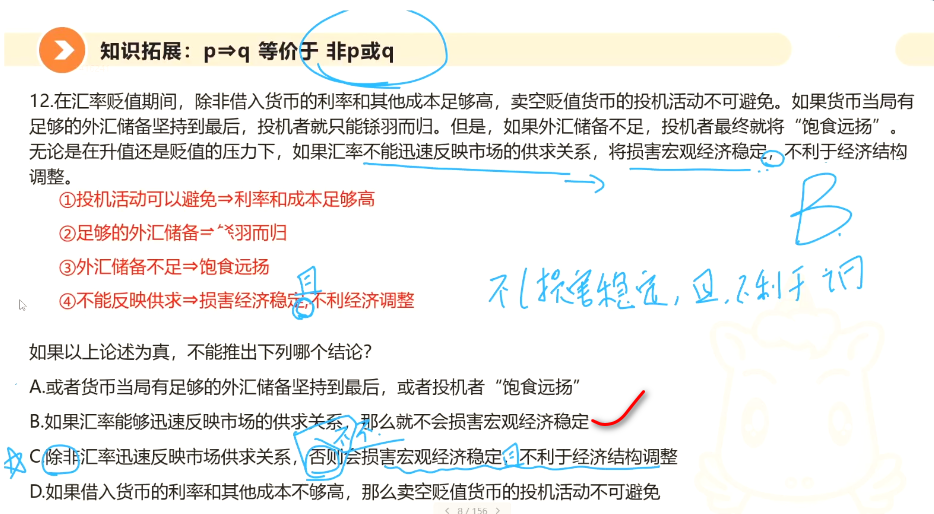 知识拓展：p⇒q 等价于 非p或q
12.在汇率贬值期间，除非借入货币的利率和其他成本足够高，卖空贬值货币的投机活动不可避免。如果货币当局有
足够的外汇储备坚持到最后，投机者就只能铩羽而归。但是，如果外汇储备不足，投机者最终就将“饱食远扬”。
无论是在升值还是贬值的压力下，如果汇率不能迅速反映市场的供求关系，将损害宏观经济稳定，不利于经济结构
调整。
①投机活动可以避免⇒利率和成本足够高
B.
②足够的外汇储备⇒铩羽而归
③外汇储备不足⇒饱食远扬
且
不(损害稳定，且，不利于调
④不能反映供求⇒损害经济稳定,不利经济调整
如果以上论述为真，不能推出下列哪个结论？
A.或者货币当局有足够的外汇储备坚持到最后，或者投机者“饱食远扬”
B.如果汇率能够迅速反映市场的供求关系，那么就不会损害宏观经济稳定
C.除非汇率迅速反映市场供求关系，否则会损害宏观经济稳定且不利于经济结构调整
D.如果借入货币的利率和其他成本不够高，那么卖空贬值货币的投机活动不可避免
8 / 156